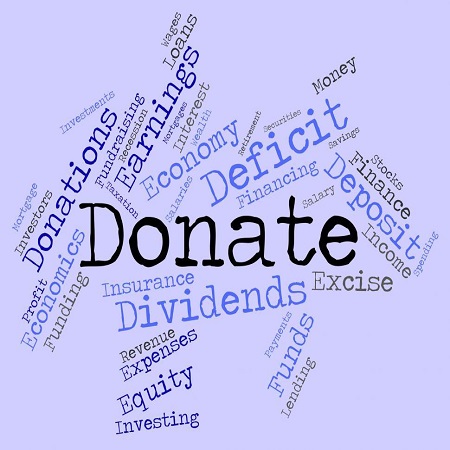 Wages
Loans
Earnings
Mortgages
Interest
Wealth
Money
Investments
Fundraising
Recession
Donations
Taxation
Economy
Salaries
Retirement
Securities
Deficit
Savings
Financing
Salary
Stocks
Finance
Deposit
Income
Spending
Mortgage
Investors
Donate
Profit
Economics
Funding
Insurance
Dividends
Excise
Revenue
Expenses
Equity
Investing
Payments
Funds
Lending